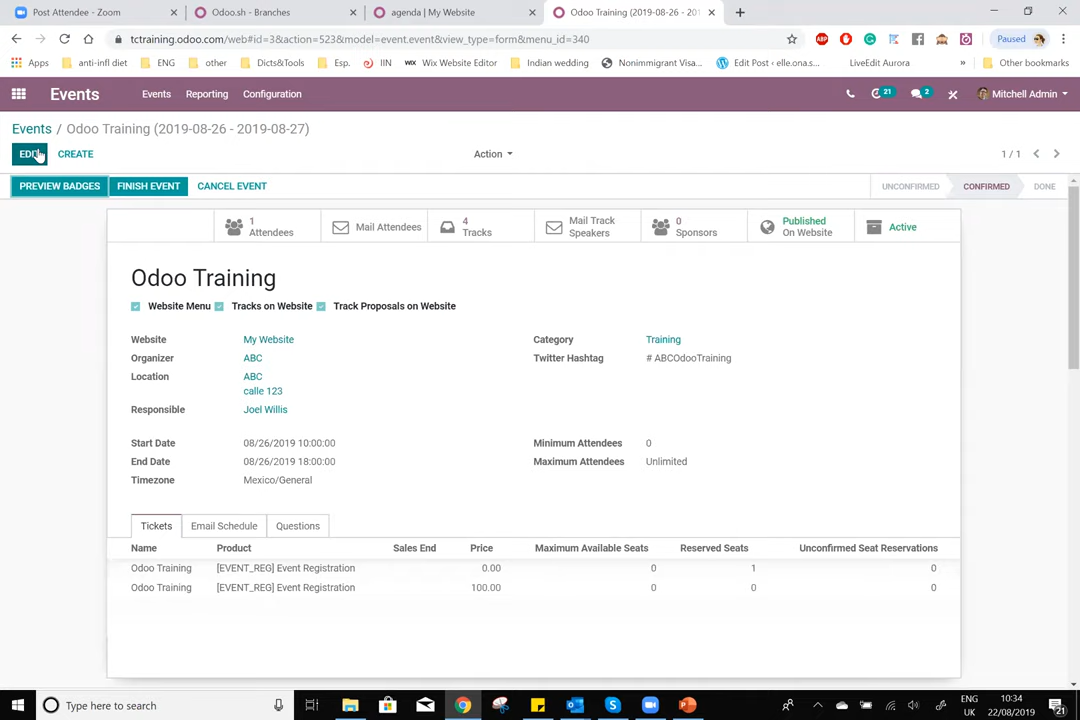 Post Attendee - Zoom
Odoo.sh - Branches
agenda | My Website
Odoo Training (2019-08-26 - 201
tctraining.odoo.com/web#id=3&action=523&model=event.event&view_type=form&menu_id=340
ABP
Paused
Apps
anti-infl diet
ENG
other
Dicts&Tools
Esp.
IIN
WIX Wix Website Editor
Indian wedding
Nonimmigrant Visa...
Edit Post ‹ elle.ona.s...
LiveEdit Aurora
»
Other bookmarks
Events
Events
Reporting
Configuration
21
2
Mitchell Admin
Events / Odoo Training (2019-08-26 - 2019-08-27)
EDIT
CREATE
Action
1 / 1
PREVIEW BADGES
FINISH EVENT
CANCEL EVENT
UNCONFIRMED
CONFIRMED
DONE
1
Attendees
Mail Attendees
4
Tracks
Mail Track
Speakers
0
Sponsors
Published
On Website
Active
Odoo Training
Website Menu
Tracks on Website
Track Proposals on Website
Website My Website
Organizer ABC
Location ABC
calle 123
Responsible Joel Willis
Category Training
Twitter Hashtag # ABCOdooTraining
Start Date 08/26/2019 10:00:00
End Date 08/26/2019 18:00:00
Timezone Mexico/General
Minimum Attendees 0
Maximum Attendees Unlimited
Tickets
Email Schedule
Questions
Name Product Sales End Price Maximum Available Seats Reserved Seats Unconfirmed Seat Reservations
Odoo Training [EVENT_REG] Event Registration 0.00 0 1 0
Odoo Training [EVENT_REG] Event Registration 100.00 0 0 0
Type here to search
ENG
UK
10:34
22/08/2019
21